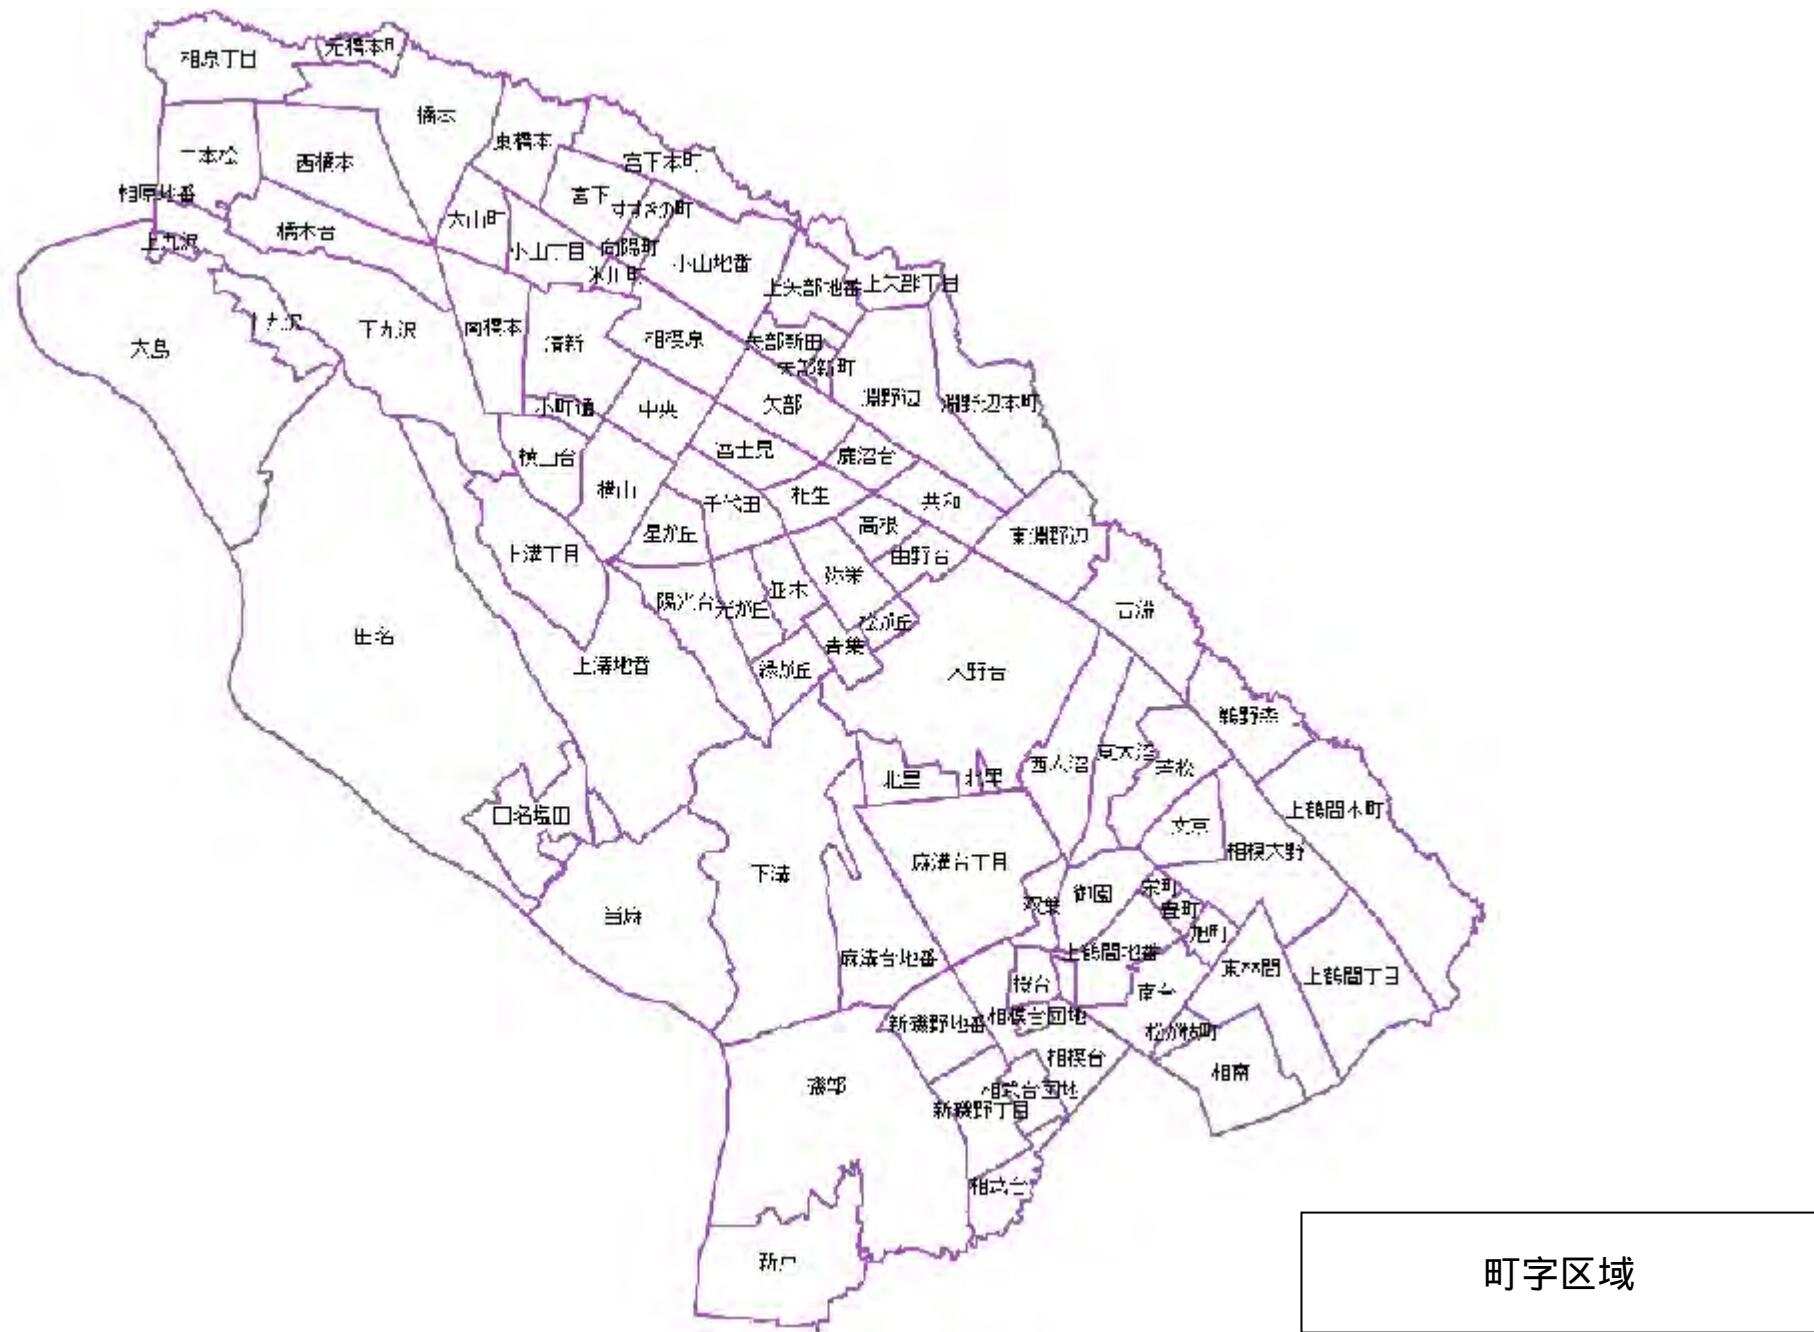 元橋本町
相原丁目
橋本
東橋本
二本松
西橋本
宮下本町
相原地番
宮下
すすきの町
大山町
橋本台
上九沢
小山丁目
向陽町
小山地番
氷川町
上矢部地番
上矢部丁目
上九沢
下九沢
南橋本
清新
相模原
矢部新田
大島
矢部新町
淵野辺
淵野辺本町
小町通
中央
矢部
富士見
鹿沼台
横山台
横山
千代田
杜生
共和
高根
星が丘
東淵野辺
上溝丁目
由野台
弥栄
並木
陽光台
光が丘
古淵
松が丘
田名
青葉
上溝地番
緑が丘
大野台
鵜野森
東大沼
西大沼
若松
北里
北里
上鶴間本町
田名塩田
文京
相模大野
麻溝台丁目
下溝
御園
栄町
双葉
豊町
当麻
旭町
上鶴間地番
麻溝台地番
東林間
上鶴間丁目
桜台
南台
相模台団地
新磯野地番
松が枝町
相模台
相南
磯部
相武台団地
新磯野丁目
相武台
新戸
町字区域